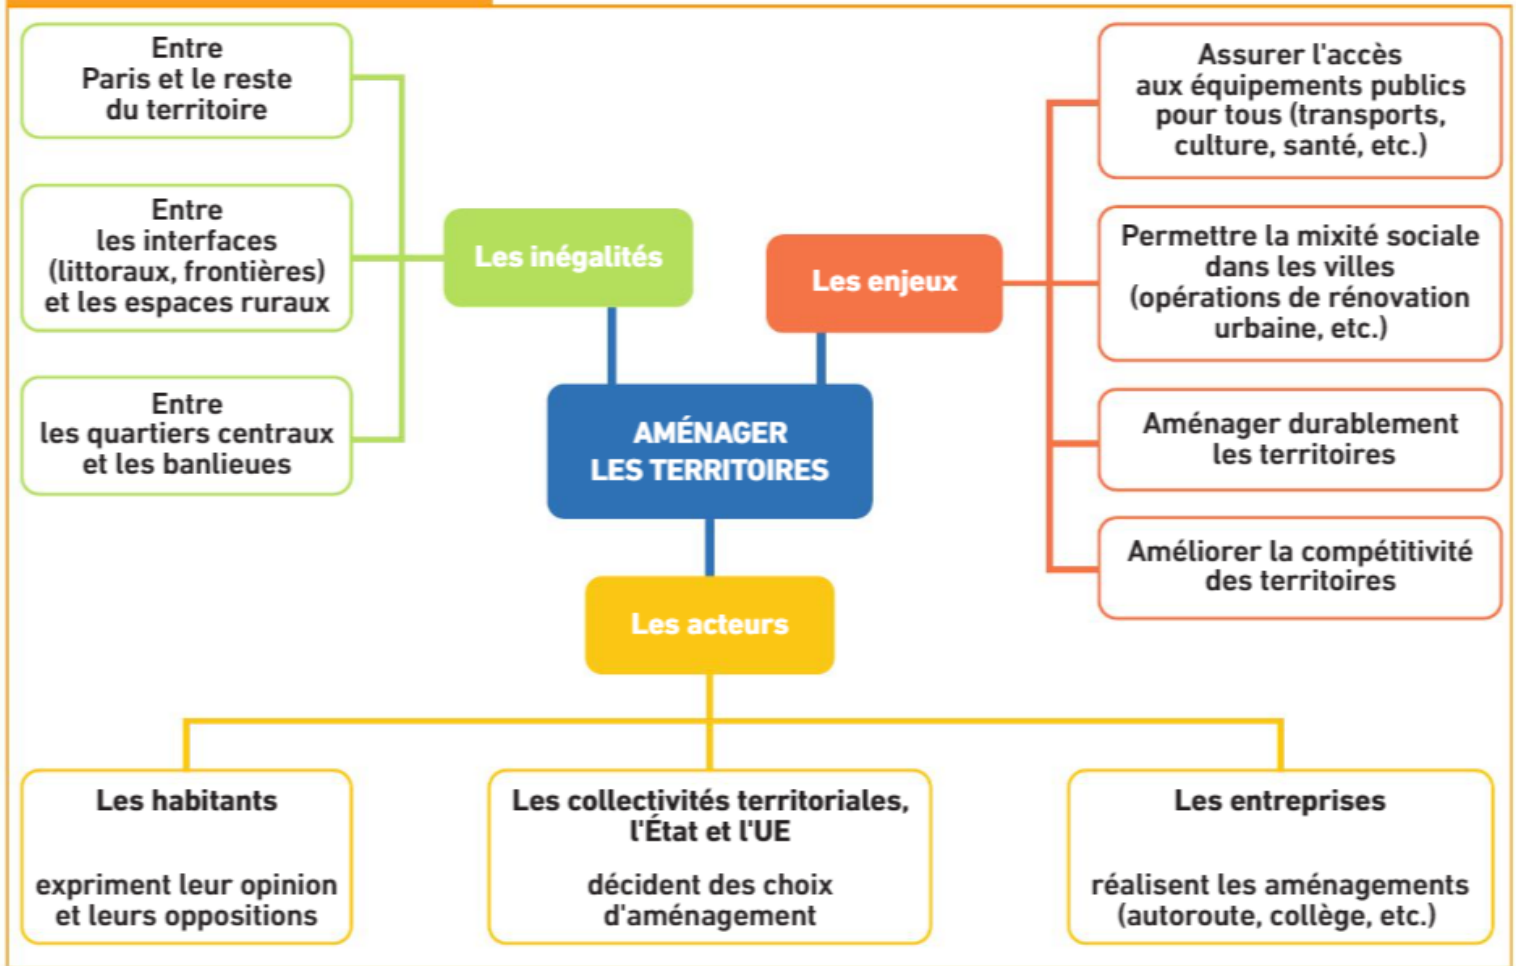 Entre
Paris et le reste
du territoire
Entre
les interfaces
(littoraux, frontières)
et les espaces ruraux
Entre
les quartiers centraux
et les banlieues
Les inégalités
Les enjeux
Assurer l'accès
aux équipements publics
pour tous (transports,
culture, santé, etc.)
Permettre la mixité sociale
dans les villes
(opérations de rénovation
urbaine, etc.)
Aménager durablement
les territoires
Améliorer la compétitivité
des territoires
AMÉNAGER
LES TERRITOIRES
Les acteurs
Les habitants
expriment leur opinion
et leurs oppositions
Les collectivités territoriales,
l'État et l'UE
décident des choix
d'aménagement
Les entreprises
réalisent les aménagements
(autoroute, collège, etc.)